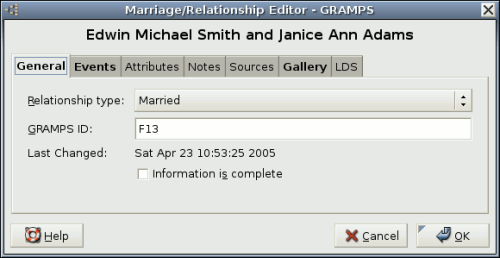 Marriage/Relationship Editor - GRAMPS
Edwin Michael Smith and Janice Ann Adams
General Events Attributes Notes Sources Gallery LDS
Relationship type: Married
GRAMPS ID: F13
Last Changed: Sat Apr 23 10:53:25 2005
Information is complete
Help Cancel OK